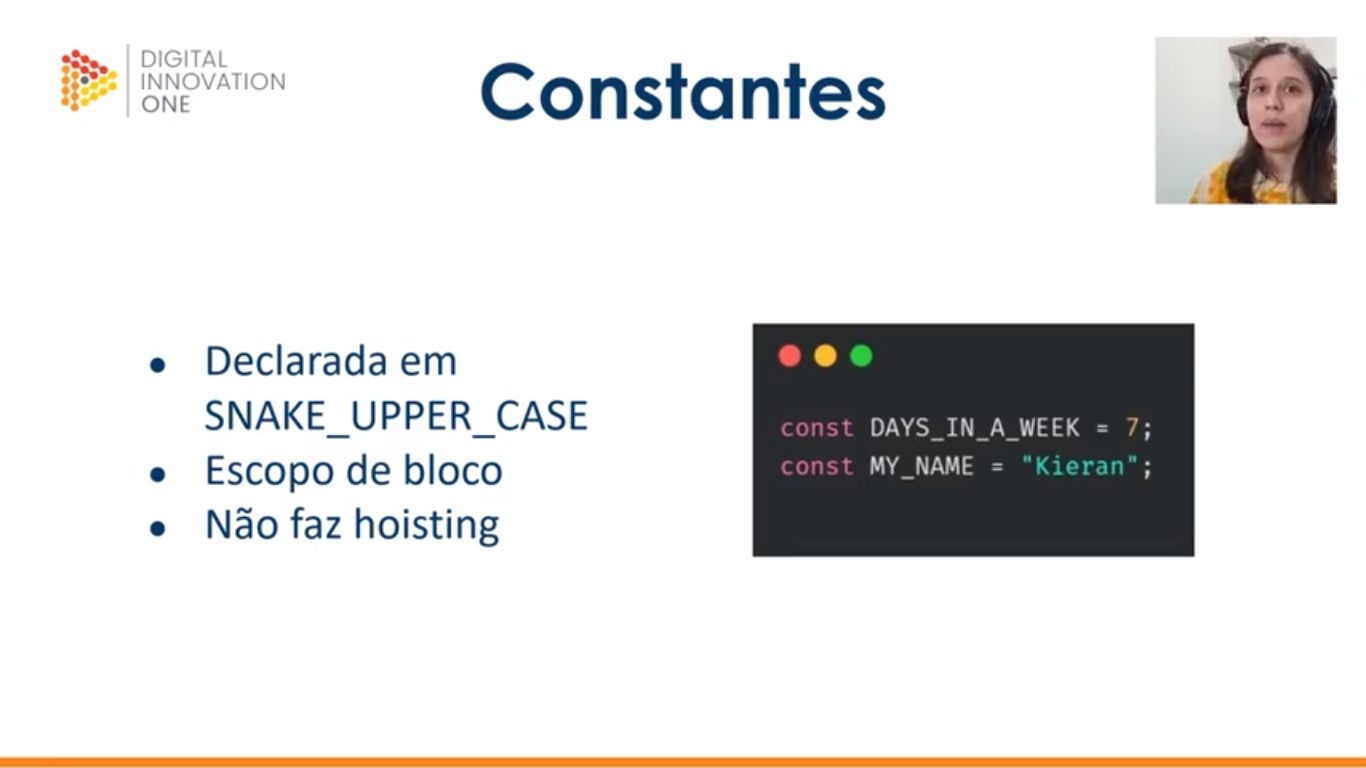 DIGITAL
INNOVATION
ONE
Constantes
Declarada em
SNAKE_UPPER_CASE
Escopo de bloco
Não faz hoisting
const DAYS_IN_A_WEEK = 7;
const MY_NAME = "Kieran";